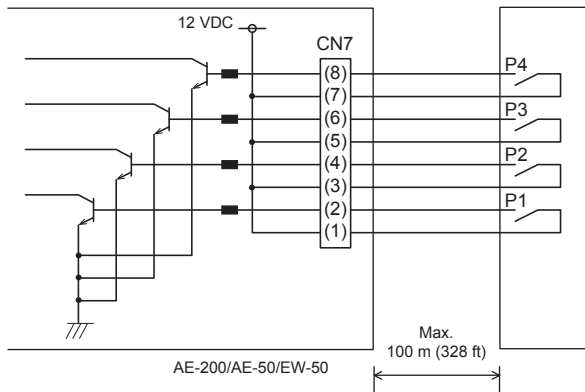 12 VDC
CN7
(8)
(7)
(6)
(5)
(4)
(3)
(2)
(1)
P4
P3
P2
P1
AE-200/AE-50/EW-50
Max.
100 m (328 ft)